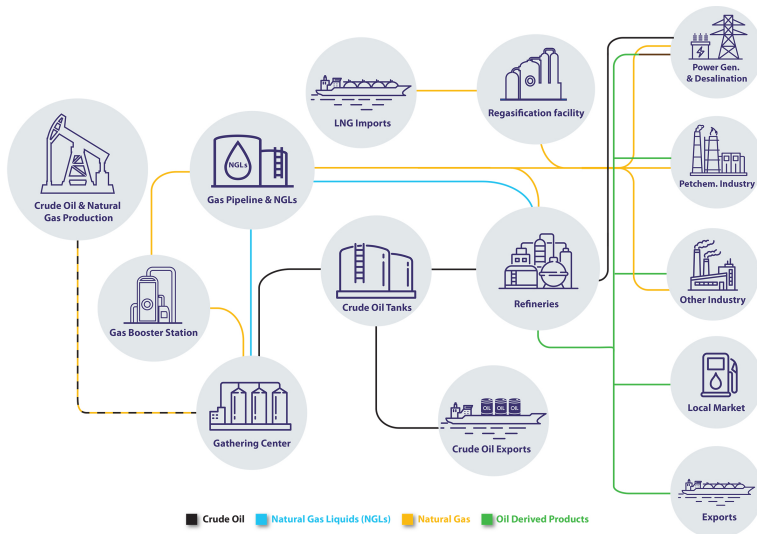 Power Gen.
& Desalination
LNG Imports
Regasification facility
Crude Oil & Natural
Gas Production
NGLs
Gas Pipeline & NGLs
Petchem. Industry
Crude Oil Tanks
Refineries
Other Industry
Gas Booster Station
Gathering Center
OIL OIL OIL
Crude Oil Exports
Local Market
Exports
Crude Oil
Natural Gas Liquids (NGLs)
Natural Gas
Oil Derived Products